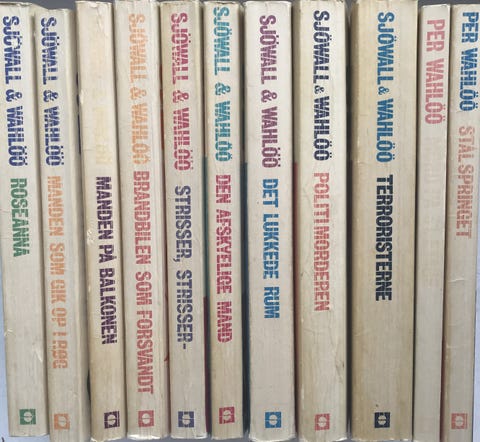 SJÖWALL & WAHLÖÖ ROSEANNA
SJÖWALL & WAHLÖÖ MANDEN SOM GIK OP I RØG
SJÖWALL & WAHLÖÖ MANDEN PÅ BALKONEN
SJÖWALL & WAHLÖÖ BRANDBILEN SOM FORSVANDT
SJÖWALL & WAHLÖÖ STRISSER, STRISSER-
SJÖWALL & WAHLÖÖ DEN AFSKYELIGE MAND
SJÖWALL & WAHLÖÖ DET LUKKEDE RUM
SJÖWALL & WAHLÖÖ POLITIMORDEREN
SJÖWALL & WAHLÖÖ TERRORISTERNE
PER WAHLÖÖ
PER WAHLÖÖ STÅLSPRINGET